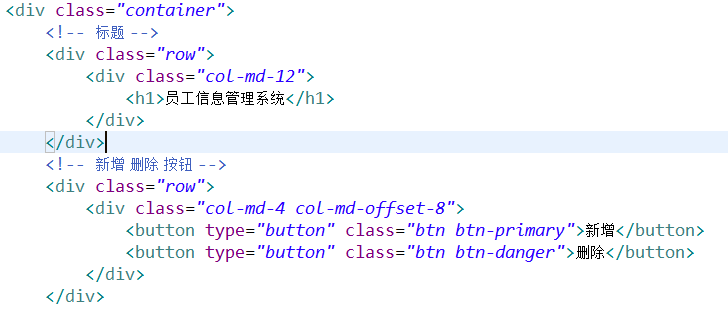 <div class="container">
    <!-- 标题 -->
    <div class="row">
        <div class="col-md-12">
            <h1>员工信息管理系统</h1>
        </div>
    </div>
    <!-- 新增 删除 按钮 -->
    <div class="row">
        <div class="col-md-4 col-md-offset-8">
            <button type="button" class="btn btn-primary">新增</button>
            <button type="button" class="btn btn-danger">删除</button>
        </div>
    </div>